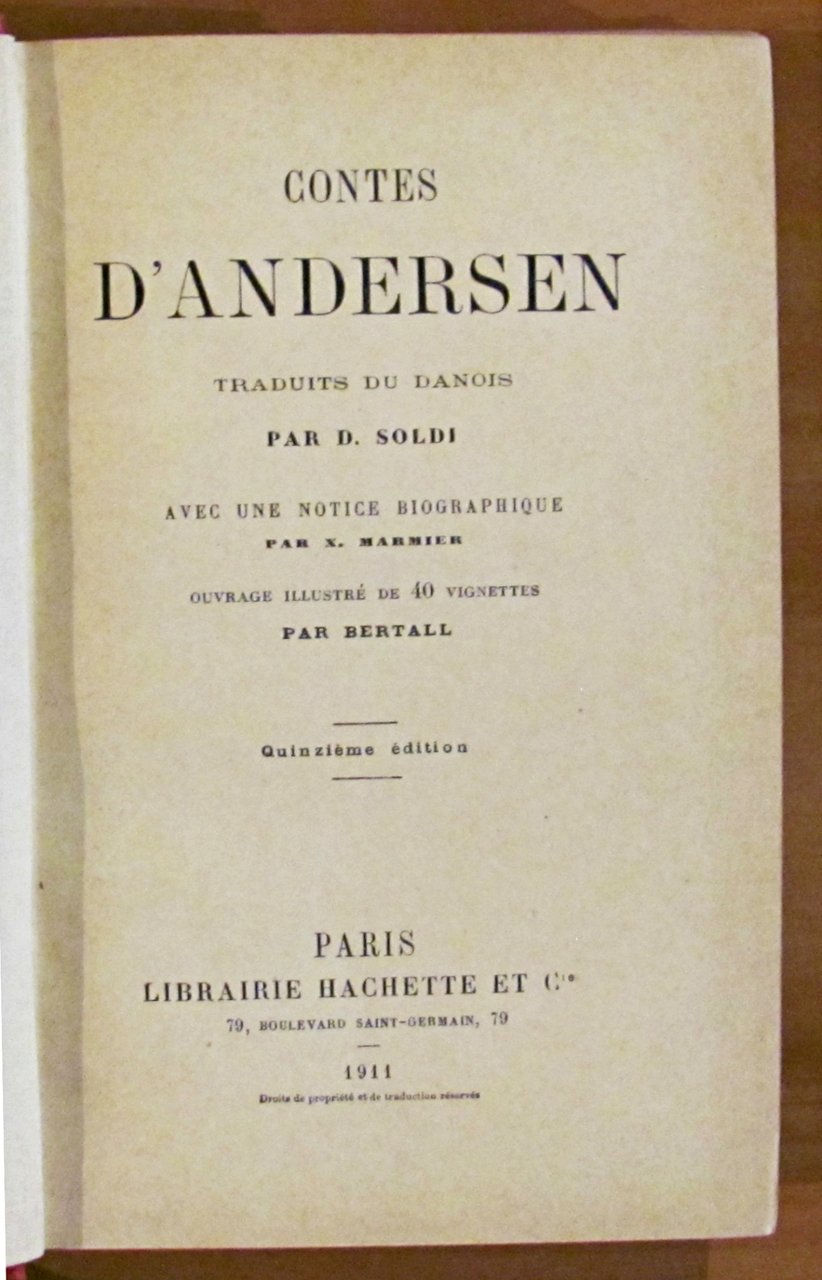 CONTES
D'ANDERSEN
TRADUITS DU DANOIS
PAR D. SOLDI
AVEC UNE NOTICE BIOGRAPHIQUE
PAR X. MARMIER
OUVRAGE ILLUSTRÉ DE 40 VIGNETTES
PAR BERTALL
Quinzième édition
PARIS
LIBRAIRIE HACHETTE ET Cie
79, BOULEVARD SAINT-GERMAIN, 79
1911
Droits de propriété et de traduction réservés